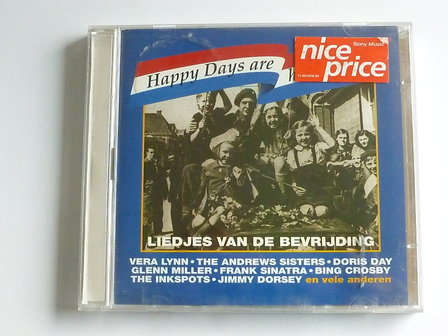 Sony Music
nice
price
Happy Days are
LIEDJES VAN DE BEVRIJDING
VERA LYNN • THE ANDREWS SISTERS • DORIS DAY
GLENN MILLER • FRANK SINATRA • BING CROSBY
THE INKSPOTS • JIMMY DORSEY en vele anderen